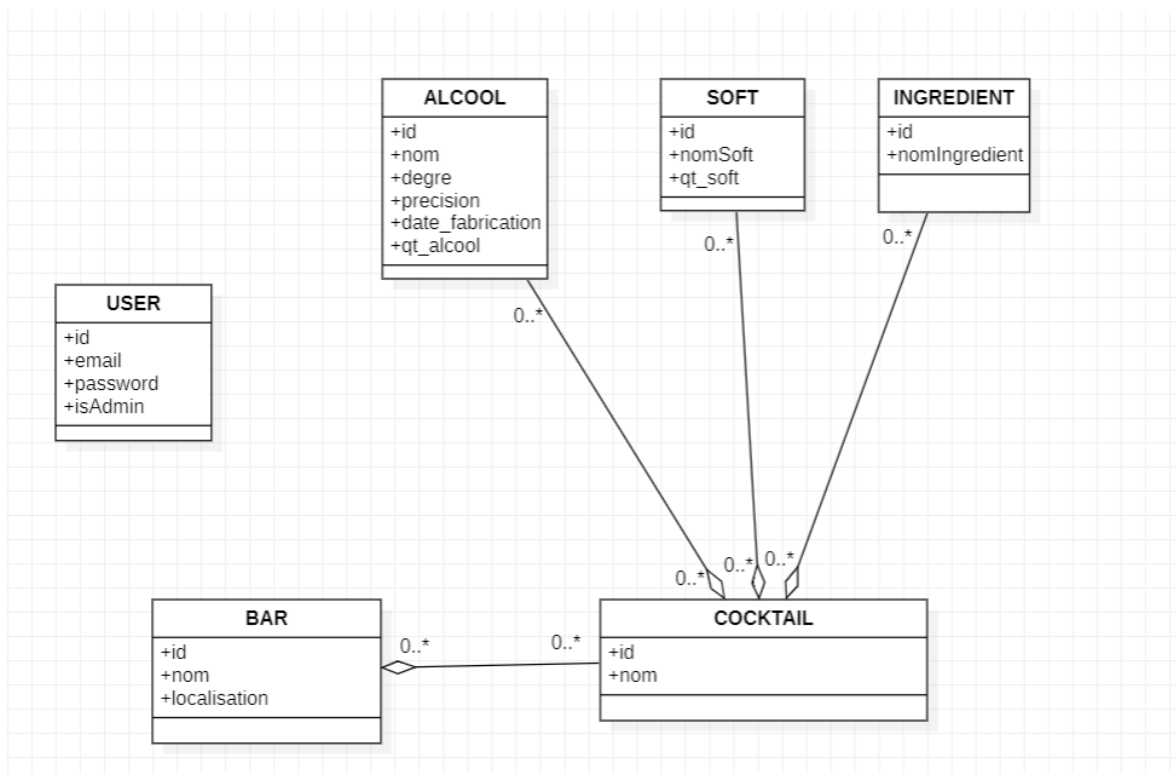 ALCOOL
+id
+nom
+degre
+precision
+date_fabrication
+qt_alcool
0..*
SOFT
+id
+nomSoft
+qt_soft
0..*
INGREDIENT
+id
+nomIngredient
0..*
USER
+id
+email
+password
+isAdmin
0..*
0..*
0..*
BAR
+id
+nom
+localisation
0..*
0..*
COCKTAIL
+id
+nom